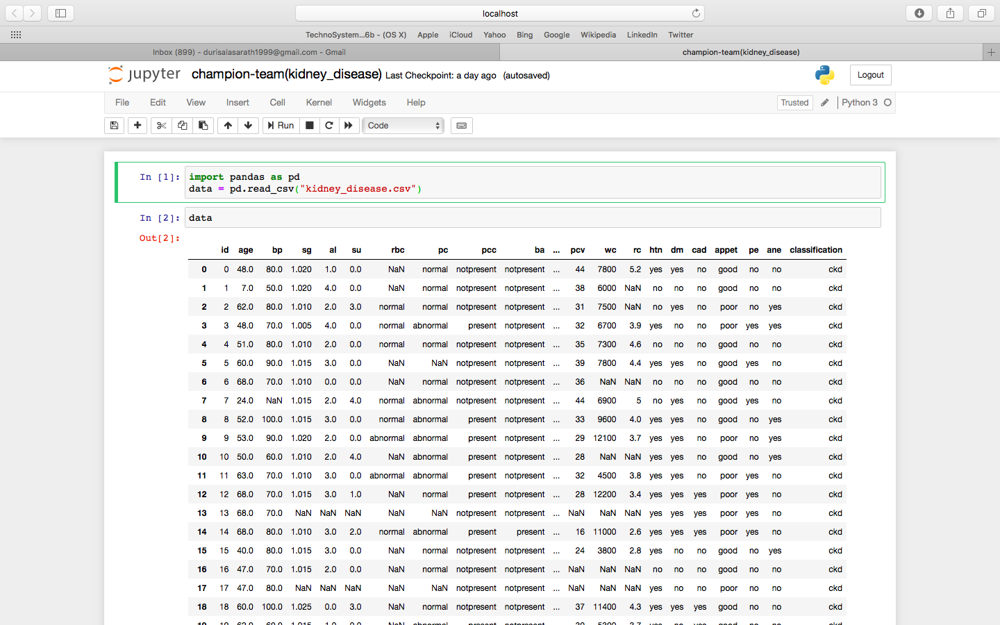 localhost
TechnoSystem...6b - (OS X) Apple iCloud Yahoo Bing Google Wikipedia LinkedIn Twitter
Inbox (899) - durisalasarath1999@gmail.com - Gmail champion-team(kidney_disease)
jupyter champion-team(kidney_disease) Last Checkpoint: a day ago (autosaved) Logout
File Edit View Insert Cell Kernel Widgets Help Trusted Python 3
Run Code
In [1]: import pandas as pd
data = pd.read_csv("kidney_disease.csv")
In [2]: data
Out[2]:
id age bp sg al su rbc pc pcc ba ... pcv wc rc htn dm cad appet pe ane classification
0 0 48.0 80.0 1.020 1.0 0.0 NaN normal notpresent notpresent ... 44 7800 5.2 yes yes no good no no ckd
1 1 7.0 50.0 1.020 4.0 0.0 NaN normal notpresent notpresent ... 38 6000 NaN no no no good no no ckd
2 2 62.0 80.0 1.010 2.0 3.0 normal normal notpresent notpresent ... 31 7500 NaN no yes no poor no yes ckd
3 3 48.0 70.0 1.005 4.0 0.0 normal abnormal present notpresent ... 32 6700 3.9 yes no no poor yes yes ckd
4 4 51.0 80.0 1.010 2.0 0.0 normal normal notpresent notpresent ... 35 7300 4.6 no no no good no no ckd
5 5 60.0 90.0 1.015 3.0 0.0 NaN NaN notpresent notpresent ... 39 7800 4.4 yes yes no good yes no ckd
6 6 68.0 70.0 1.010 0.0 0.0 NaN normal notpresent notpresent ... 36 NaN NaN no no no good no no ckd
7 7 24.0 NaN 1.015 2.0 4.0 normal abnormal notpresent notpresent ... 44 6900 5 no yes no good yes no ckd
8 8 52.0 100.0 1.015 3.0 0.0 normal abnormal present notpresent ... 33 9600 4.0 yes yes no good no yes ckd
9 9 53.0 90.0 1.020 2.0 0.0 abnormal abnormal present notpresent ... 29 12100 3.7 yes yes no poor no yes ckd
10 10 50.0 60.0 1.010 2.0 4.0 NaN abnormal present notpresent ... 28 NaN NaN yes yes no good no yes ckd
11 11 63.0 70.0 1.010 3.0 0.0 abnormal abnormal present notpresent ... 32 4500 3.8 yes yes no poor yes no ckd
12 12 68.0 70.0 1.015 3.0 1.0 NaN normal present notpresent ... 28 12200 3.4 yes yes yes poor yes no ckd
13 13 68.0 70.0 NaN NaN NaN NaN NaN notpresent notpresent ... NaN NaN NaN yes yes yes poor yes no ckd
14 14 68.0 80.0 1.010 3.0 2.0 normal abnormal present present ... 16 11000 2.6 yes yes yes poor yes no ckd
15 15 40.0 80.0 1.015 3.0 0.0 NaN normal notpresent notpresent ... 24 3800 2.8 yes no no good no yes ckd
16 16 47.0 70.0 1.015 2.0 0.0 NaN normal notpresent notpresent ... NaN NaN NaN no no no good no no ckd
17 17 47.0 80.0 NaN NaN NaN NaN NaN notpresent notpresent ... NaN NaN NaN yes no no poor no no ckd
18 18 60.0 100.0 1.025 0.0 3.0 NaN normal notpresent notpresent ... 37 11400 4.3 yes yes yes good no no ckd